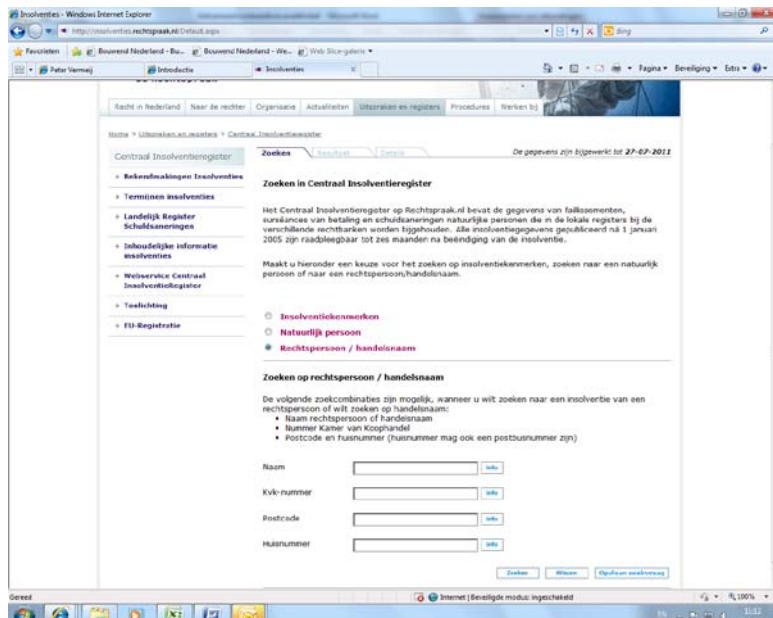 Insolventies - Windows Internet Explorer
http://insolventies.rechtspraak.nl/Default.aspx
Bing
Favorieten Bouwend Nederland - Bu... Bouwend Nederland - We... Web Slice-galerie
Peter Vermeij Introductie Insolventies Pagina Beveiliging Extra
Recht in Nederland Naar de rechter Organisatie Actualiteiten Uitspraken en registers Procedures Werken bij
Home > Uitspraken en registers > Centraal Insolventieregister
Centraal Insolventieregister
Bekendmakingen Insolventies
Termijnen insolventies
Landelijk Register
Schuldsaneringen
Inhoudelijke informatie
insolventies
Webservice Centraal
InsolventieRegister
Toelichting
EU-Registratie
Zoeken Resultaat Details De gegevens zijn bijgewerkt tot 27-07-2011
Zoeken in Centraal Insolventieregister
Het Centraal Insolventieregister op Rechtspraak.nl bevat de gegevens van faillissementen,
surséances van betaling en schuldsaneringen natuurlijke personen die in de lokale registers bij de
verschillende rechtbanken worden bijgehouden. Alle insolventiegegevens gepubliceerd ná 1 januari
2005 zijn raadpleegbaar tot zes maanden na beëindiging van de insolventie.
Maakt u hieronder een keuze voor het zoeken op insolventiekenmerken, zoeken naar een natuurlijk
persoon of naar een rechtspersoon/handelsnaam.
Insolventiekenmerken
Natuurlijk persoon
Rechtspersoon / handelsnaam
Zoeken op rechtspersoon / handelsnaam
De volgende zoekcombinaties zijn mogelijk, wanneer u wilt zoeken naar een insolventie van een
rechtspersoon of wilt zoeken op handelsnaam:
Naam rechtspersoon of handelsnaam
Nummer Kamer van Koophandel
Postcode en huisnummer (huisnummer mag ook een postbusnummer zijn)
Naam info
Kvk-nummer info
Postcode info
Huisnummer info
Zoeken Wissen Opslaan zoekvraag
Gereed Internet | Beveiligde modus: ingeschakeld 100%
EN 11:12